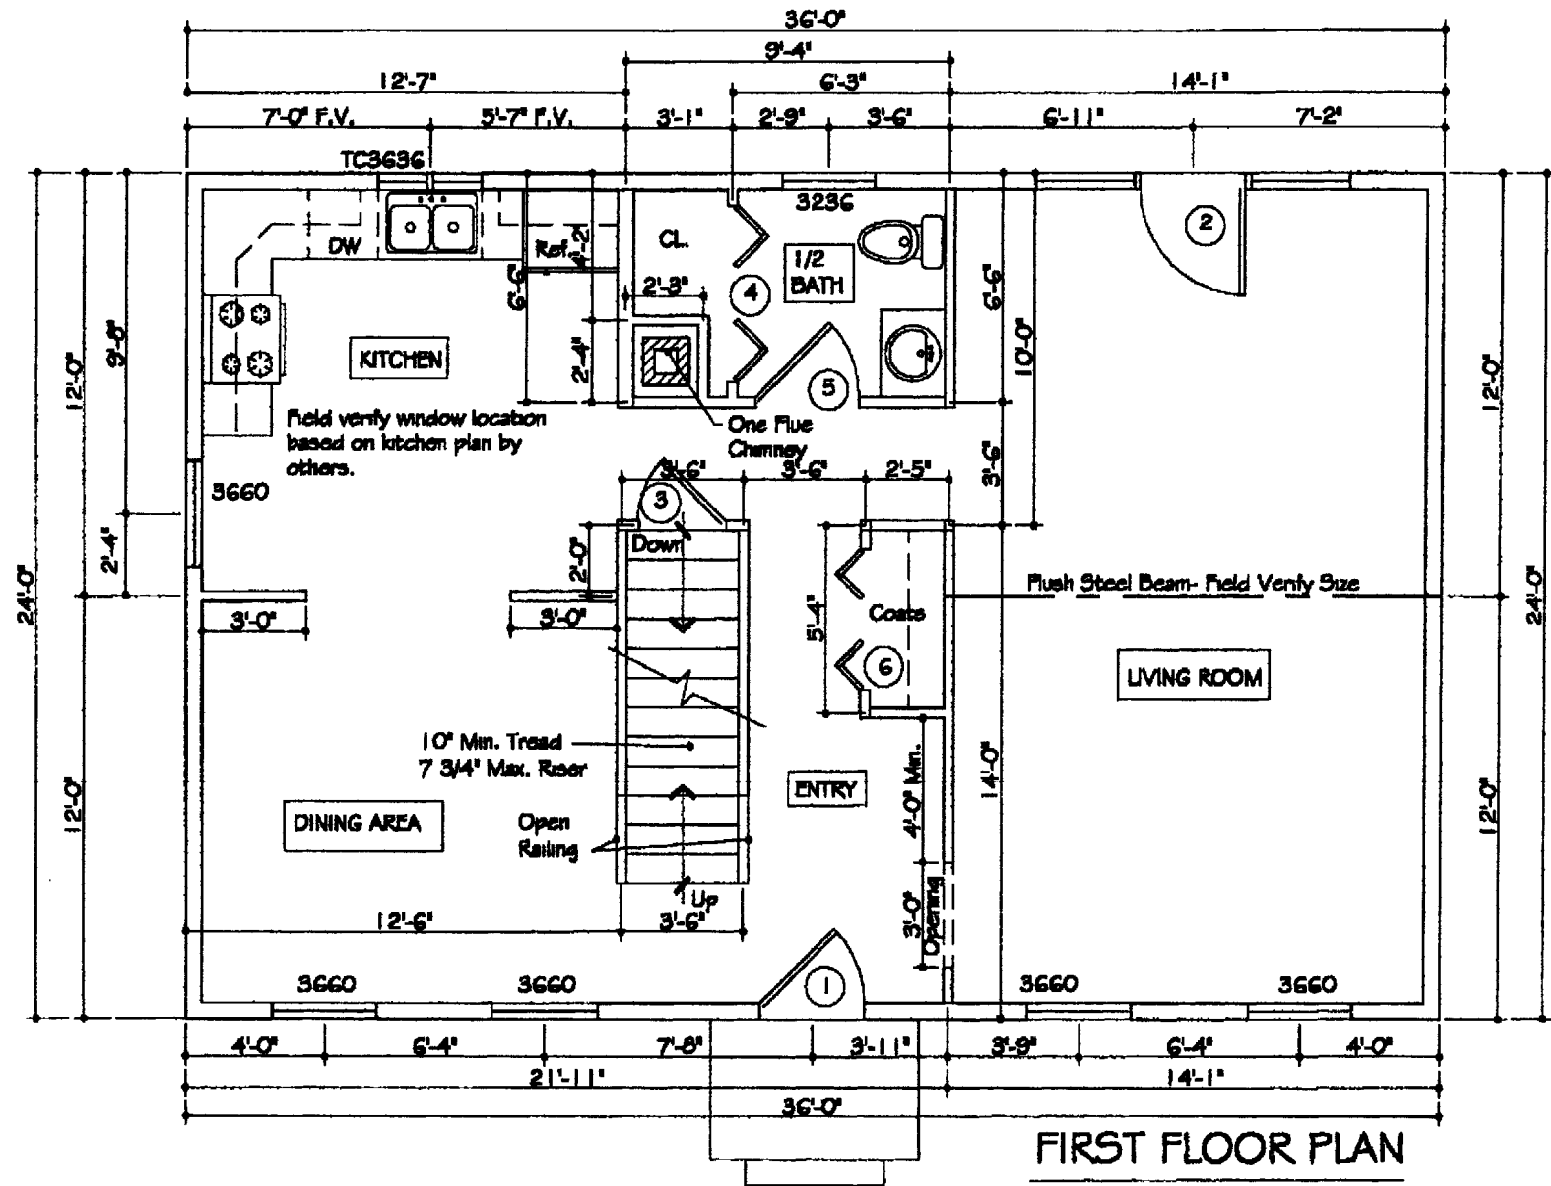 36'-0"
9'-4"
12'-7"
6'-3"
14'-1"
7'-0" F.V.
5'-7" F.V.
3'-1"
2'-9"
3'-6"
6'-11"
7'-2"
TC3636
3236
DW
Ref.
CL.
1/2
BATH
2
4'-2"
6'-6"
2'-3"
4
6'-6"
10'-0"
9'-8"
12'-0"
KITCHEN
2'-4"
5
12'-0"
Field verify window location
based on kitchen plan by
others.
One Flue
Chimney
3660
3'-6"
3'-6"
2'-5"
3'-6"
3
Down
2'-4"
2'-0"
24'-0"
Flush Steel Beam- Field Verify Size
24'-0"
3'-0"
3'-0"
5'-4"
Coats
6
LIVING ROOM
10" Min. Tread
7 3/4" Max. Riser
14'-0"
4'-0" Min.
ENTRY
12'-0"
12'-0"
DINING AREA
Open
Railing
Up
3'-0"
Opening
12'-6"
3'-6"
1
3660
3660
3660
3660
4'-0"
6'-4"
7'-8"
3'-11"
3'-9"
6'-4"
4'-0"
21'-11"
14'-1"
36'-0"
FIRST FLOOR PLAN